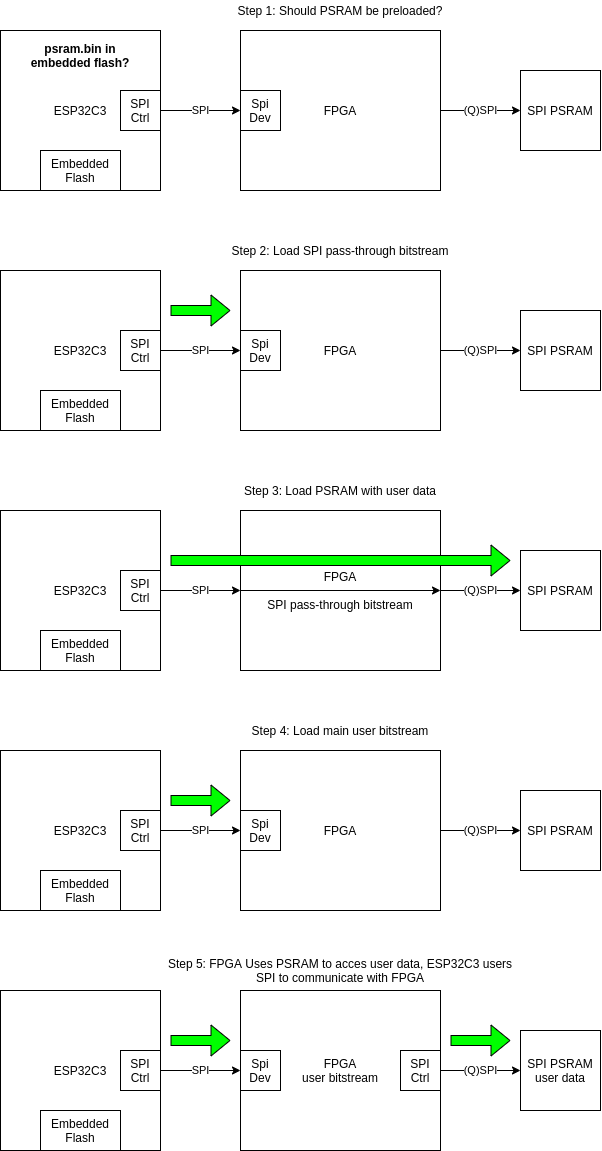 Step 1: Should PSRAM be preloaded?
psram.bin in
embedded flash?
ESP32C3
SPI
Ctrl
Embedded
Flash
SPI
Spi
Dev
FPGA
(Q)SPI
SPI PSRAM
Step 2: Load SPI pass-through bitstream
ESP32C3
SPI
Ctrl
Embedded
Flash
SPI
Spi
Dev
FPGA
(Q)SPI
SPI PSRAM
Step 3: Load PSRAM with user data
ESP32C3
SPI
Ctrl
Embedded
Flash
SPI
FPGA
SPI pass-through bitstream
(Q)SPI
SPI PSRAM
Step 4: Load main user bitstream
ESP32C3
SPI
Ctrl
Embedded
Flash
SPI
Spi
Dev
FPGA
(Q)SPI
SPI PSRAM
Step 5: FPGA Uses PSRAM to acces user data, ESP32C3 users
SPI to communicate with FPGA
ESP32C3
SPI
Ctrl
Embedded
Flash
SPI
Spi
Dev
FPGA
user bitstream
SPI
Ctrl
(Q)SPI
SPI PSRAM
user data